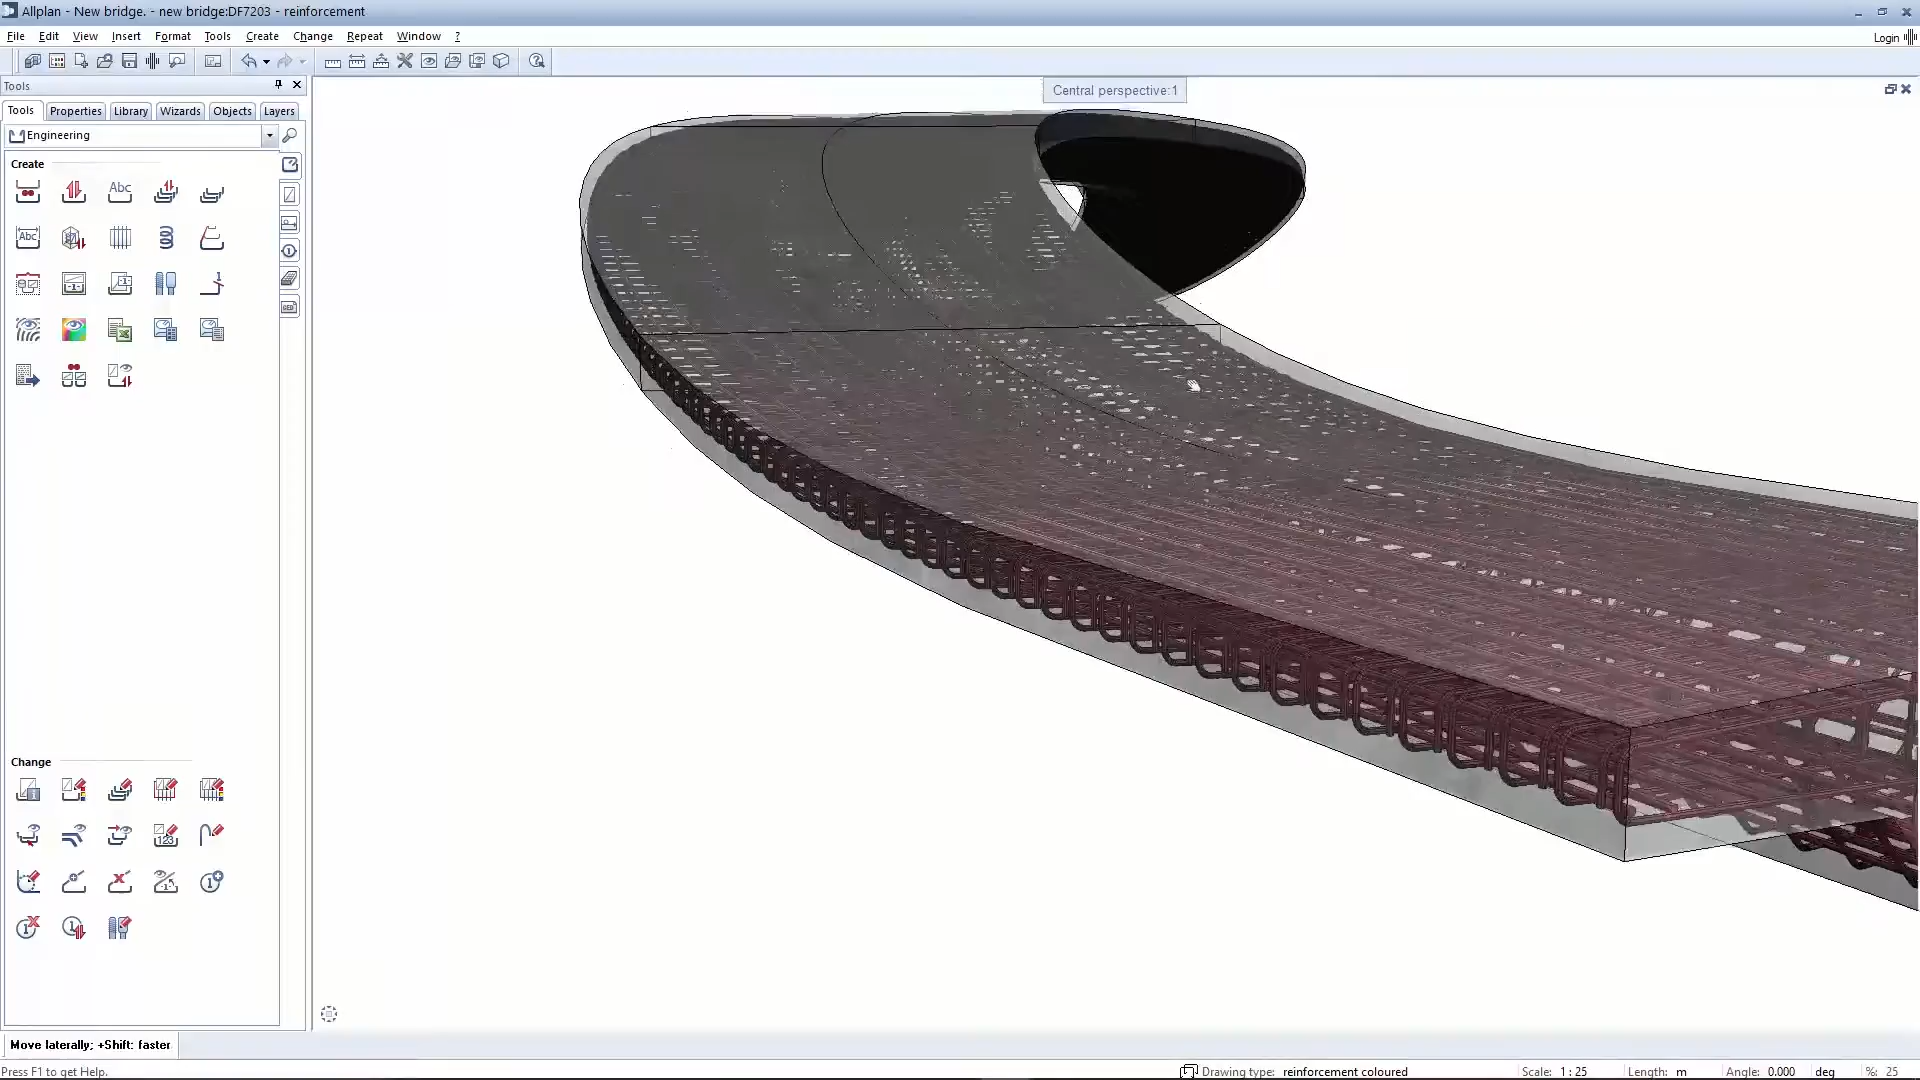 Allplan - New bridge. - new bridge:DF7203 - reinforcement
File Edit View Insert Format Tools Create Change Repeat Window ?
Login
Tools
Central perspective:1
Tools Properties Library Wizards Objects Layers
Engineering
Create
Abc
Abc
Change
123
Move laterally; +Shift: faster
Press F1 to get Help.
Drawing type: reinforcement coloured Scale: 1 : 25 Length: m Angle: 0.000 deg %: 25